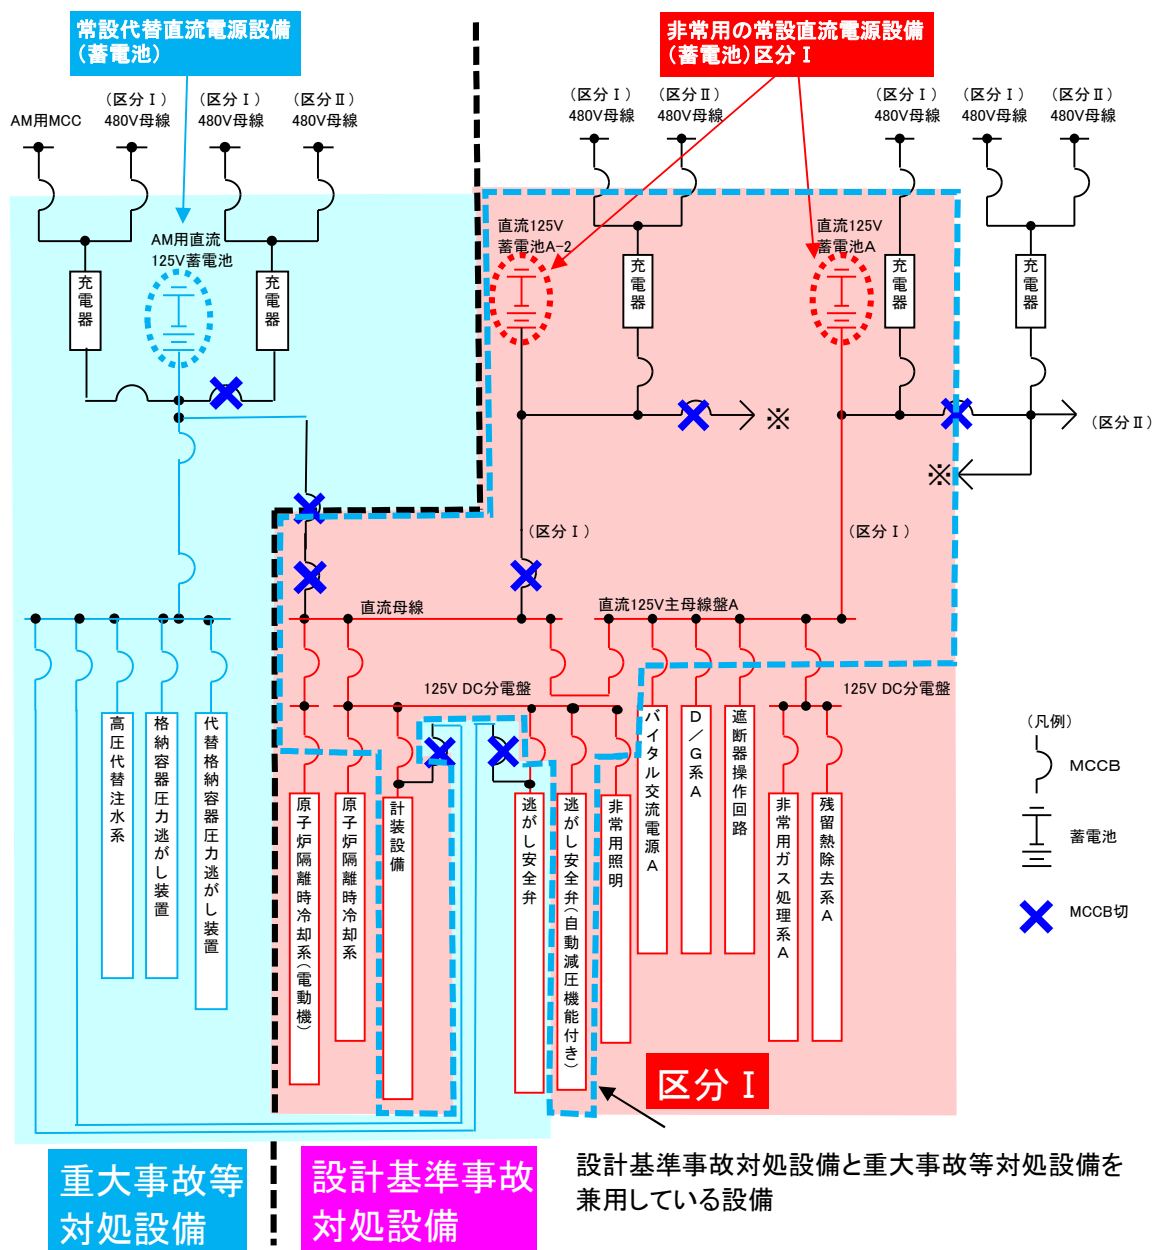 常設代替直流電源設備
（蓄電池）
非常用の常設直流電源設備
（蓄電池）区分Ⅰ
AM用MCC
（区分Ⅰ）
480V母線
（区分Ⅰ）
480V母線
（区分Ⅱ）
480V母線
（区分Ⅰ）
480V母線
（区分Ⅱ）
480V母線
（区分Ⅰ）
480V母線
（区分Ⅰ）
480V母線
（区分Ⅱ）
480V母線
AM用直流
125V蓄電池
直流125V
蓄電池A-2
直流125V
蓄電池A
充電器
充電器
充電器
充電器
充電器
※
（区分Ⅱ）
※
（区分Ⅰ）
（区分Ⅰ）
直流母線
直流125V主母線盤A
125V DC分電盤
125V DC分電盤
高圧代替注水系
格納容器圧力逃がし装置
代替格納容器圧力逃がし装置
原子炉隔離時冷却系（電動機）
原子炉隔離時冷却系
計装設備
逃がし安全弁
逃がし安全弁（自動減圧機能付き）
非常用照明
バイタル交流電源A
D／G系A
遮断器操作回路
非常用ガス処理系A
残留熱除去系A
（凡例）
MCCB
蓄電池
MCCB切
区分Ⅰ
重大事故等
対処設備
設計基準事故
対処設備
設計基準事故対処設備と重大事故等対処設備を
兼用している設備